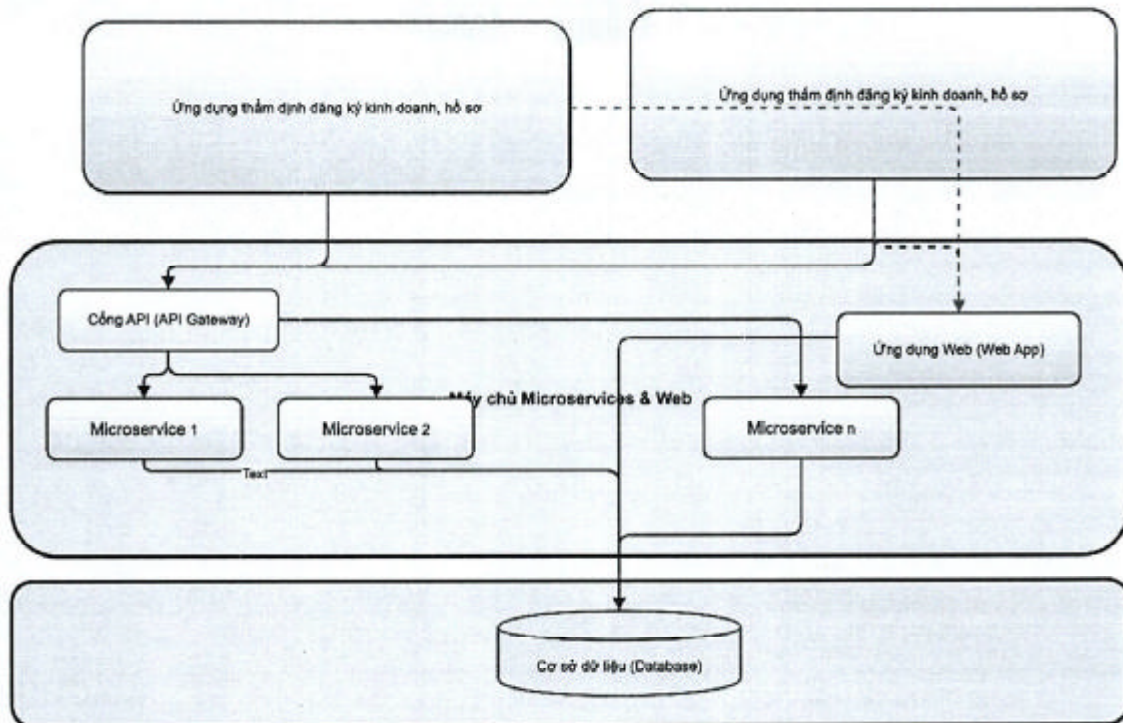 Ứng dụng thẩm định đăng ký kinh doanh, hồ sơ
Ứng dụng thẩm định đăng ký kinh doanh, hồ sơ
Cổng API (API Gateway)
Ứng dụng Web (Web App)
Máy chủ Microservices & Web
Microservice 1
Microservice 2
Microservice n
Text
Cơ sở dữ liệu (Database)